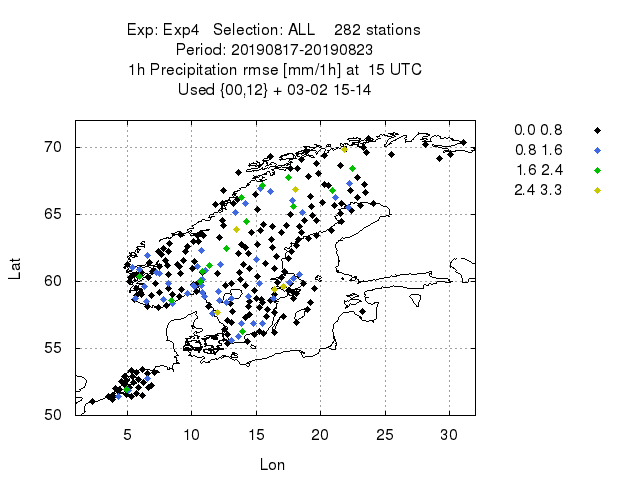 Exp: Exp4 Selection: ALL 282 stations
Period: 20190817-20190823
1h Precipitation rmse [mm/1h] at 15 UTC
Used {00,12} + 03-02 15-14
0.0 0.8
0.8 1.6
1.6 2.4
2.4 3.3
70
65
60
55
50
Lat
5 10 15 20 25 30
Lon